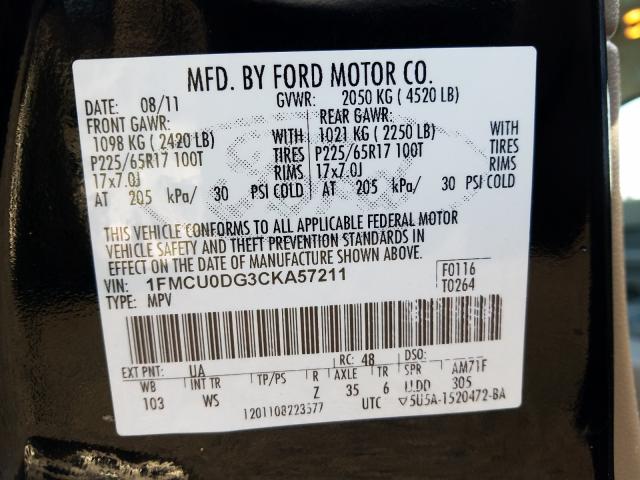 MFD. BY FORD MOTOR CO.
DATE: 08/11 GVWR: 2050 KG ( 4520 LB)
FRONT GAWR: REAR GAWR:
1098 KG ( 2420 LB) WITH 1021 KG ( 2250 LB) WITH
P225/65R17 100T TIRES P225/65R17 100T TIRES
17x7.0J RIMS 17x7.0J RIMS
AT 205 kPa/ 30 PSI COLD AT 205 kPa/ 30 PSI COLD
THIS VEHICLE CONFORMS TO ALL APPLICABLE FEDERAL MOTOR
VEHICLE SAFETY AND THEFT PREVENTION STANDARDS IN
EFFECT ON THE DATE OF MANUFACTURE SHOWN ABOVE.
VIN: 1FMCU0DG3CKA57211 F0116
TYPE: MPV T0264
EXT PNT: UA RC: 48 DSO:
WB INT TR TP/PS R AXLE TR SPR AM71F
103 WS Z 35 6 305
1201108223577 UTC 5U5A-1520472-BA